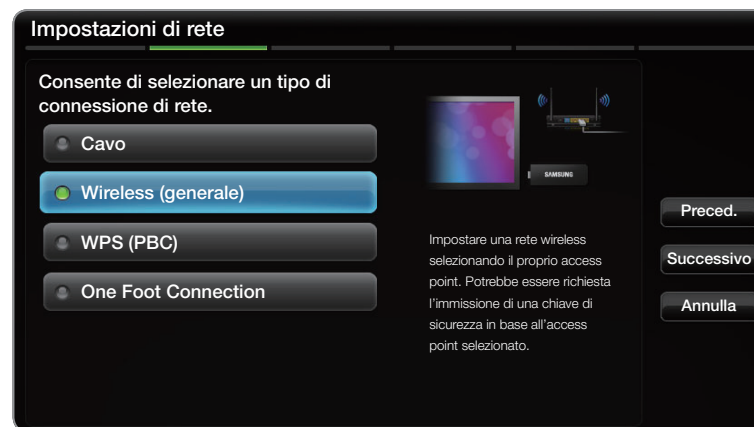 Impostazioni di rete
Consente di selezionare un tipo di
connessione di rete.
Cavo
Wireless (generale)
WPS (PBC)
One Foot Connection
SAMSUNG
Impostare una rete wireless
selezionando il proprio access
point. Potrebbe essere richiesta
l'immissione di una chiave di
sicurezza in base all'access
point selezionato.
Preced.
Successivo
Annulla